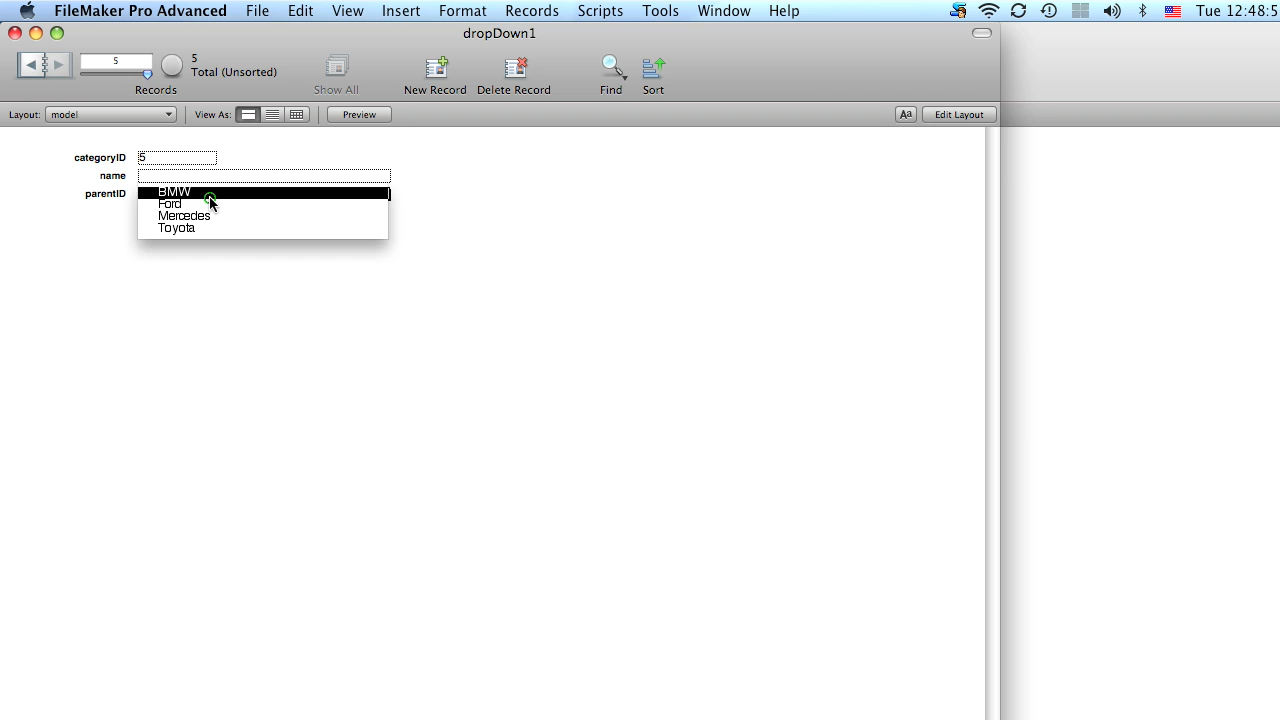 FileMaker Pro Advanced File Edit View Insert Format Records Scripts Tools Window Help Tue 12:48:5
dropDown1
5
5
Total (Unsorted)
Records Show All New Record Delete Record Find Sort
Layout: model View As: Preview Aa Edit Layout
categoryID 5
name
parentID BMW
Ford
Mercedes
Toyota